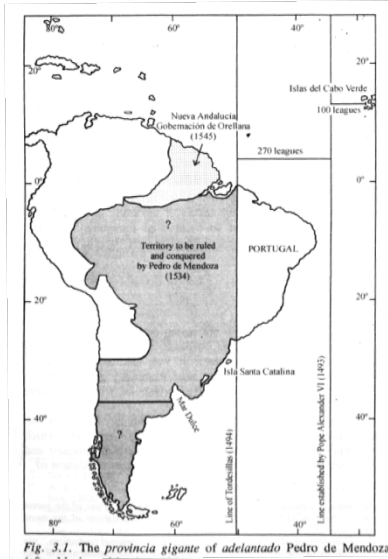 80° 60° 40°
20° 20°
Islas del Cabo Verde
100 leagues
Nueva Andalucía,
Gobernación de Orellana
(1545)
270 leagues
0° 0°
?
Territory to be ruled
and conquered
by Pedro de Mendoza
(1534)
PORTUGAL
20° 20°
Isla Santa Catalina
Mar Dulce
Line of Tordesillas (1494)
Line established by Pope Alexander VI (1493)
40° 40°
?
80° 60° 40°
Fig. 3.1. The provincia gigante of adelantado Pedro de Mendoza